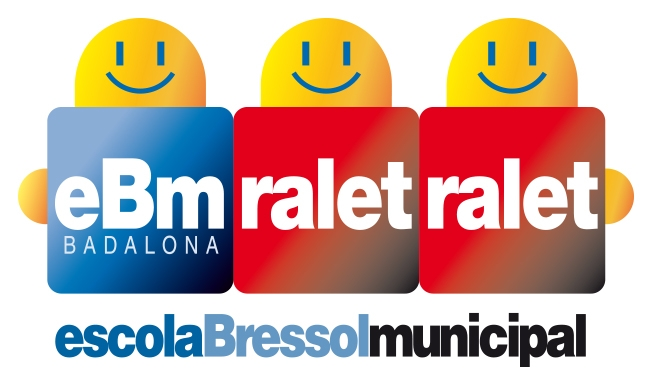 eBm ralet ralet
BADALONA
escolaBressolmunicipal